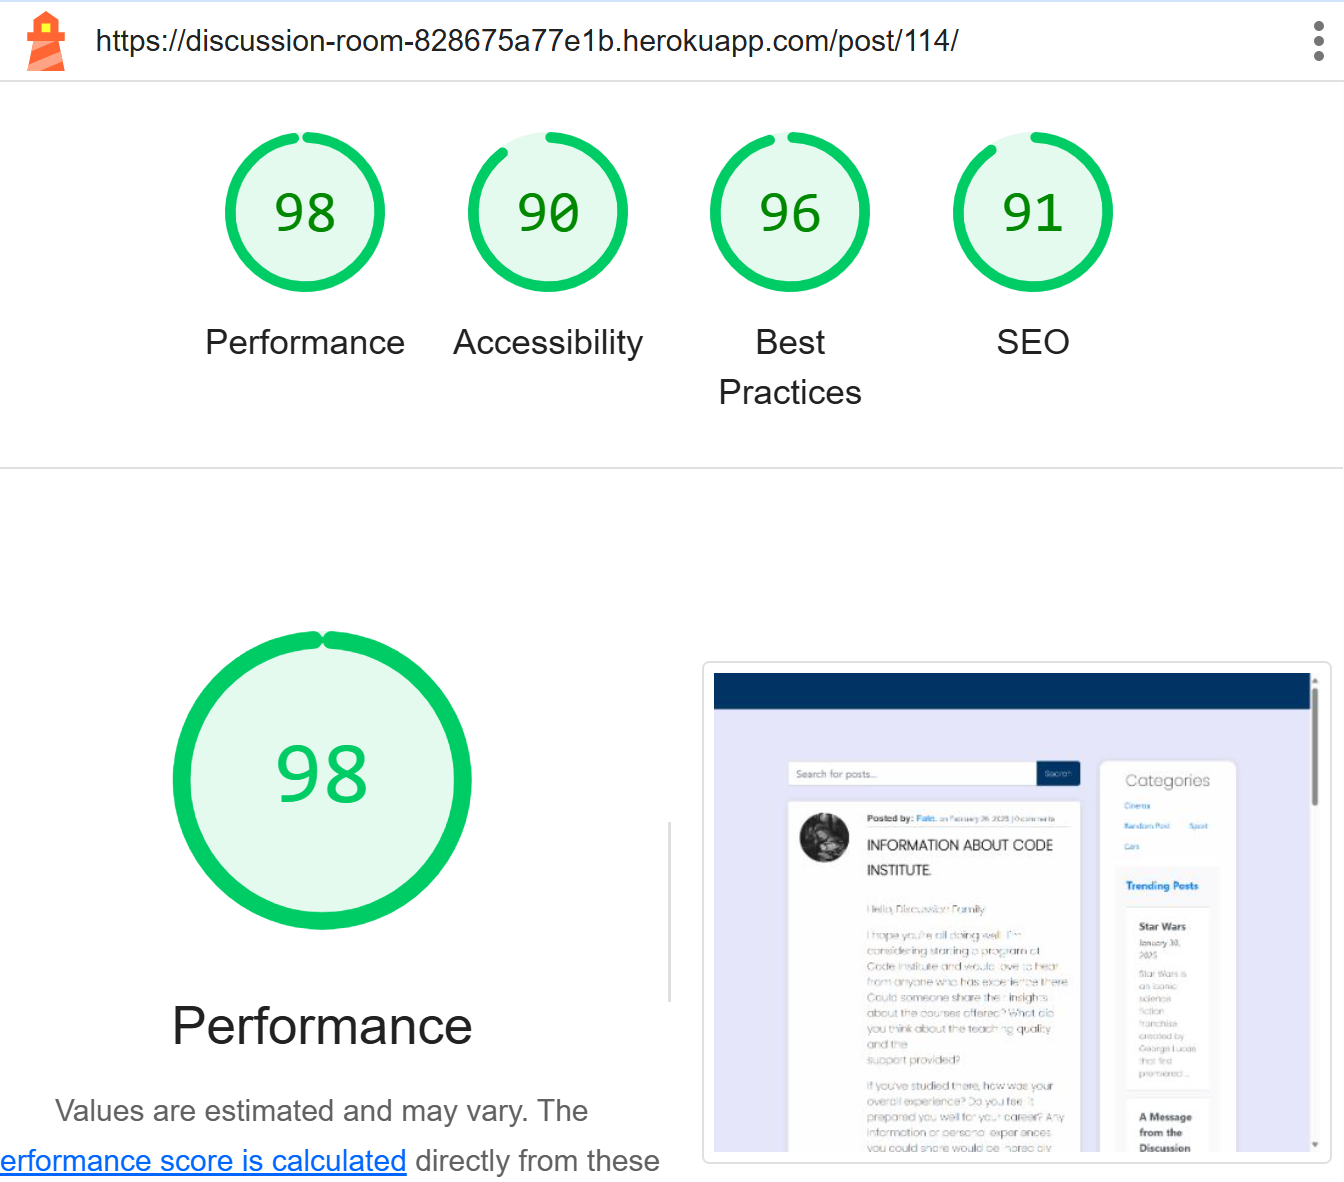 https://discussion-room-828675a77e1b.herokuapp.com/post/114/
98
90
96
91
Performance
Accessibility
Best
Practices
SEO
98
Performance
Values are estimated and may vary. The
erformance score is calculated directly from these
Search for posts...
Search
Posted by: Falc. on February 26, 2025 | 0 comments
INFORMATION ABOUT CODE
INSTITUTE.
Hello, Discussion Family
I hope you're all doing well. I'm
considering starting a program at
Code Institute and would love to hear
from anyone who has experience there.
Could someone share their insights
about the courses offered? What did
you think about the teaching quality
and the
support provided?
If you've studied there, how was your
overall experience? Do you feel it
prepared you well for your career? Any
information or personal experiences
you could share would be incredibly
Categories
Cinema
Random Post
Sport
Cars
Trending Posts
Star Wars
January 30,
2025
Star Wars is
an iconic
science
fiction
franchise
created by
George Lucas
that first
premiered ...
A Message
from the
Discussion